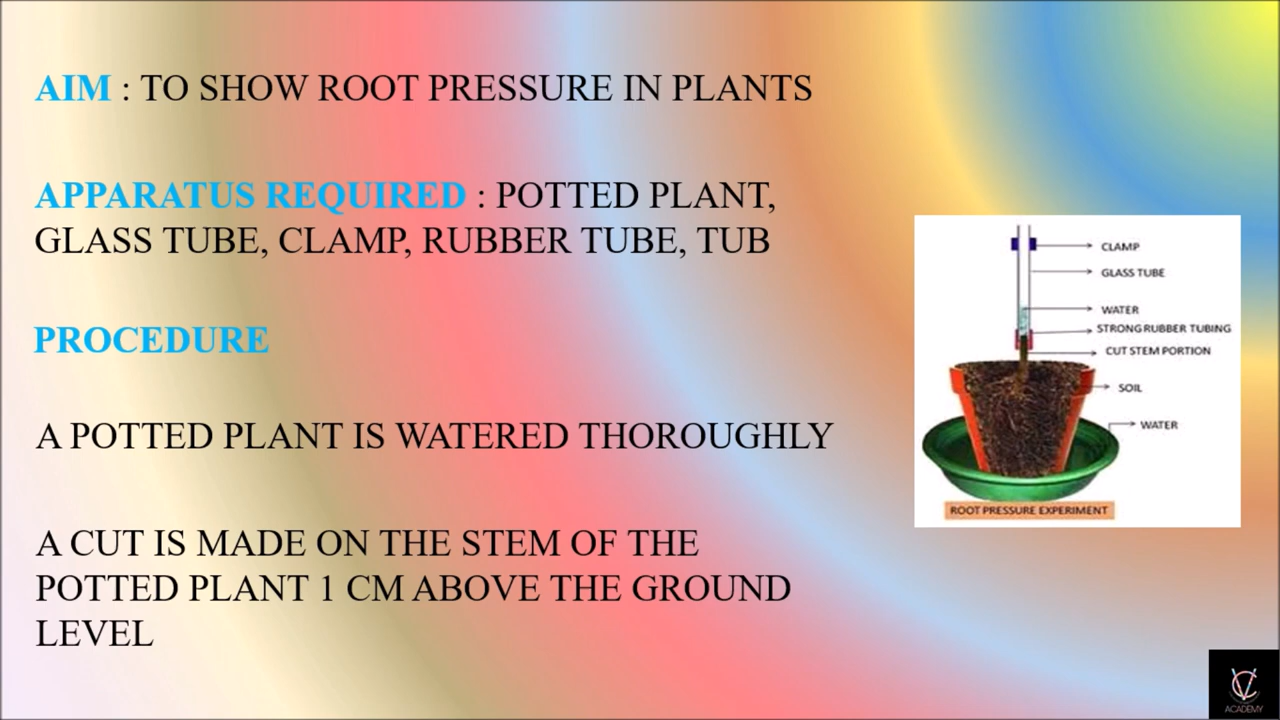 AIM : TO SHOW ROOT PRESSURE IN PLANTS
APPARATUS REQUIRED : POTTED PLANT,
GLASS TUBE, CLAMP, RUBBER TUBE, TUB
PROCEDURE
A POTTED PLANT IS WATERED THOROUGHLY
A CUT IS MADE ON THE STEM OF THE
POTTED PLANT 1 CM ABOVE THE GROUND
LEVEL
CLAMP
GLASS TUBE
WATER
STRONG RUBBER TUBING
CUT STEM PORTION
SOIL
WATER
ROOT PRESSURE EXPERIMENT
VC
ACADEMY